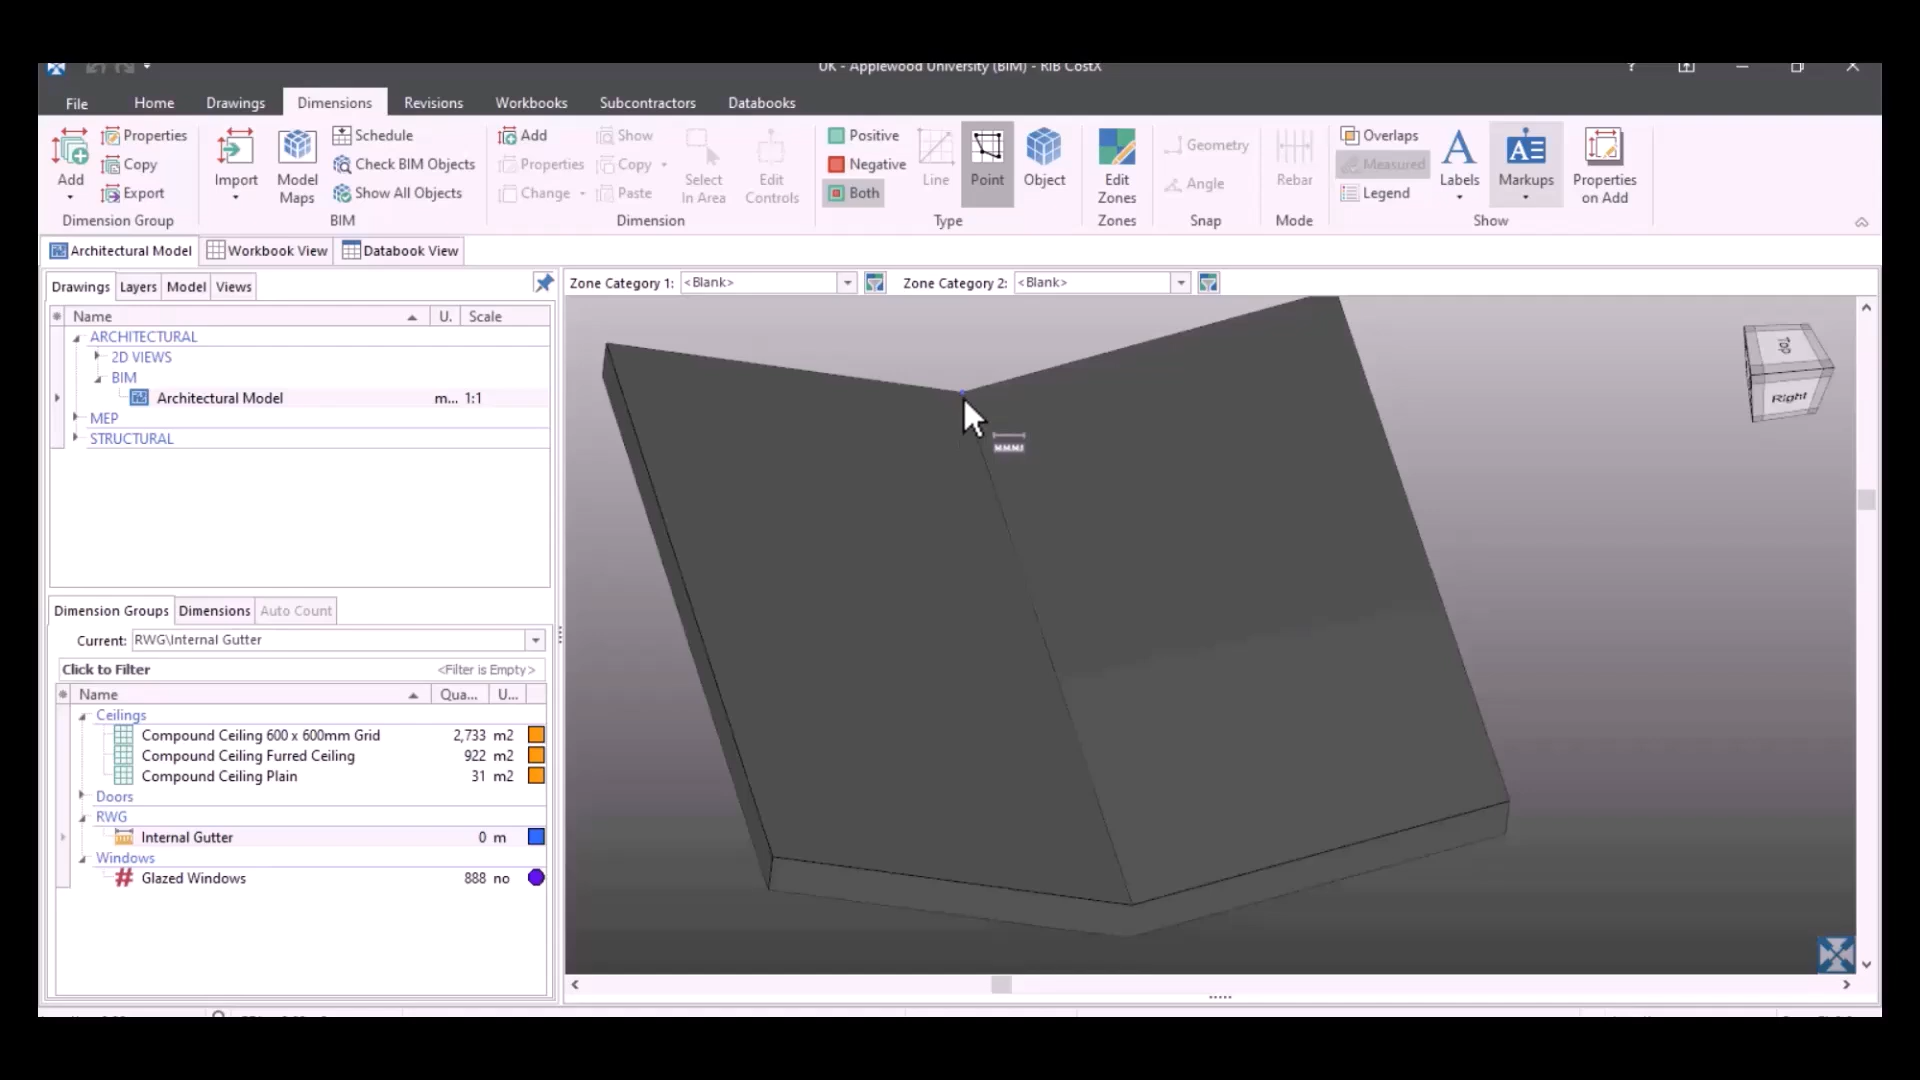 UK - Applewood University (BIM) - RIB CostX
File Home Drawings Dimensions Revisions Workbooks Subcontractors Databooks
Add Properties Copy Export
Dimension Group
Import Model Maps Schedule Check BIM Objects Show All Objects
BIM
Add Properties Change Show Copy Paste Select In Area Edit Controls
Dimension
Positive Negative Both Line Point Object
Type
Edit Zones
Zones
Geometry Angle
Snap
Rebar
Mode
Overlaps Measured Legend Labels Markups Properties on Add
Show
Architectural Model Workbook View Databook View
Drawings Layers Model Views
Zone Category 1: <Blank> Zone Category 2: <Blank>
Name U. Scale
ARCHITECTURAL
2D VIEWS
BIM
Architectural Model m... 1:1
MEP
STRUCTURAL
Top
Right
Dimension Groups Dimensions Auto Count
Current: RWG\Internal Gutter
Click to Filter <Filter is Empty>
Name Qua... U...
Ceilings
Compound Ceiling 600 x 600mm Grid 2,733 m2
Compound Ceiling Furred Ceiling 922 m2
Compound Ceiling Plain 31 m2
Doors
RWG
Internal Gutter 0 m
Windows
Glazed Windows 888 no